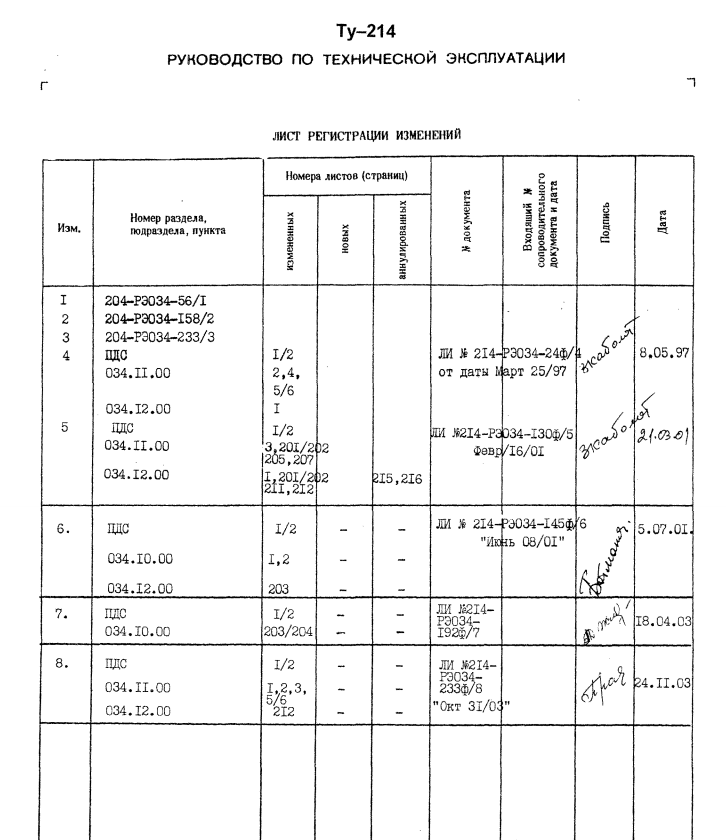 Ту–214
РУКОВОДСТВО ПО ТЕХНИЧЕСКОЙ ЭКСПЛУАТАЦИИ
ЛИСТ РЕГИСТРАЦИИ ИЗМЕНЕНИЙ
Изм.
Номер раздела,
подраздела, пункта
Номера листов (страниц)
измененных
новых
аннулированных
№ документа
Входящий №
сопроводительного
документа и дата
Подпись
Дата
I 204-РЭ034-56/I
2 204-РЭ034-I58/2
3 204-РЭ034-233/3
4 ПДС I/2 ЛИ № 2I4-РЭ034-24ф/4 8.05.97
034.II.00 2,4, от даты Март 25/97
5/6
034.I2.00 I
5 ПДС I/2 ЛИ №2I4-РЭ034-I30ф/5 21.03.01
034.II.00 3,20I/202 Февр/I6/0I
205,207
034.I2.00 I,20I/202 2I5,2I6
2II,2I2
6. ПДС I/2 – – ЛИ № 2I4-РЭ034-I45ф/6 5.07.0I.
"Июнь 08/0I"
034.I0.00 I,2 – –
034.I2.00 203 – –
7. ПДС I/2 – – ЛИ №2I4-
РЭ034-
034.I0.00 203/204 – – I92ф/7 I8.04.03
8. ПДС I/2 ЛИ №2I4-
РЭ034-
034.II.00 I,2,3, – – 233ф/8 24.II.03
5/6
034.I2.00 2I2 – – "Окт 3I/03"